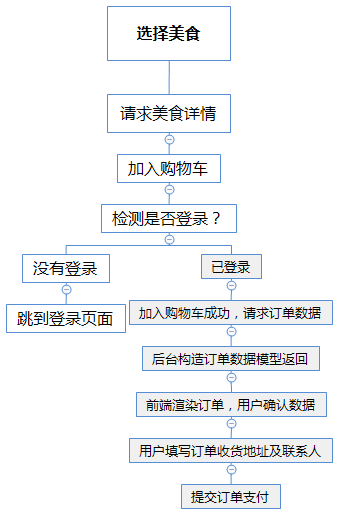 选择美食
请求美食详情
加入购物车
检测是否登录？
没有登录
已登录
跳到登录页面
加入购物车成功，请求订单数据
后台构造订单数据模型返回
前端渲染订单，用户确认数据
用户填写订单收货地址及联系人
提交订单支付